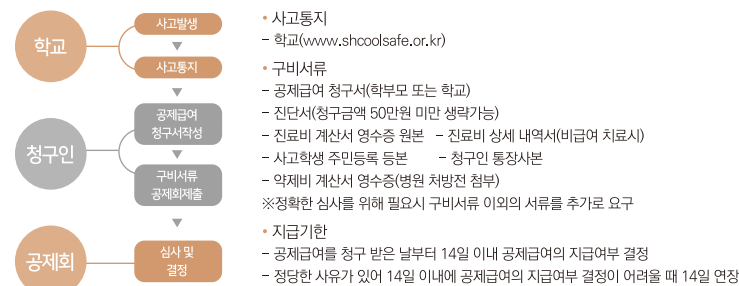 학교
사고발생
사고통지
청구인
공제급여
청구서작성
구비서류
공제회제출
공제회
심사 및
결정
• 사고통지
– 학교(www.shcoolsafe.or.kr)
• 구비서류
– 공제급여 청구서(학부모 또는 학교)
– 진단서(청구금액 50만원 미만 생략가능)
– 진료비 계산서 영수증 원본 – 진료비 상세 내역서(비급여 치료시)
– 사고학생 주민등록 등본 – 청구인 통장사본
– 약제비 계산서 영수증(병원 처방전 첨부)
※정확한 심사를 위해 필요시 구비서류 이외의 서류를 추가로 요구
• 지급기한
– 공제급여를 청구 받은 날부터 14일 이내 공제급여의 지급여부 결정
– 정당한 사유가 있어 14일 이내에 공제급여의 지급여부 결정이 어려울 때 14일 연장